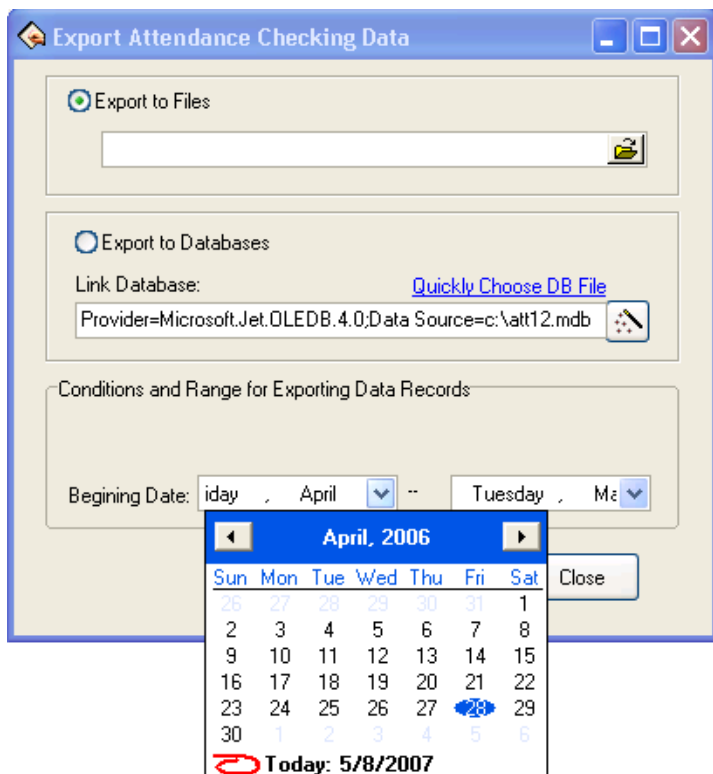 Export Attendance Checking Data
Export to Files
Export to Databases
Link Database: Quickly Choose DB File
Provider=Microsoft.Jet.OLEDB.4.0;Data Source=c:\att12.mdb
Conditions and Range for Exporting Data Records
Begining Date: iday , April -- Tuesday , Ma
April, 2006
Sun Mon Tue Wed Thu Fri Sat
26 27 28 29 30 31 1
2 3 4 5 6 7 8
9 10 11 12 13 14 15
16 17 18 19 20 21 22
23 24 25 26 27 28 29
30 1 2 3 4 5 6
Today: 5/8/2007
Close